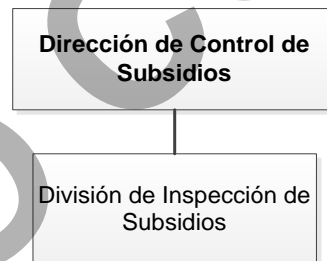 Dirección de Control de
Subsidios
División de Inspección de
Subsidios